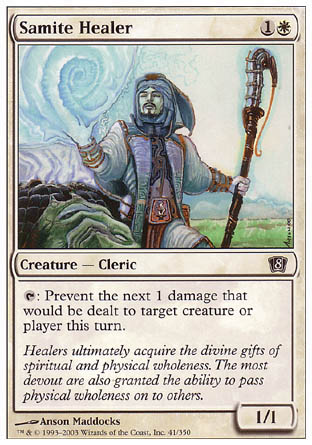 Samite Healer 1
Creature — Cleric 8
: Prevent the next 1 damage that
would be dealt to target creature or
player this turn.
Healers ultimately acquire the divine gifts of
spiritual and physical wholeness. The most
devout are also granted the ability to pass
physical wholeness on to others.
Anson Maddocks
™ & © 1993–2003 Wizards of the Coast, Inc. 41/350
1/1